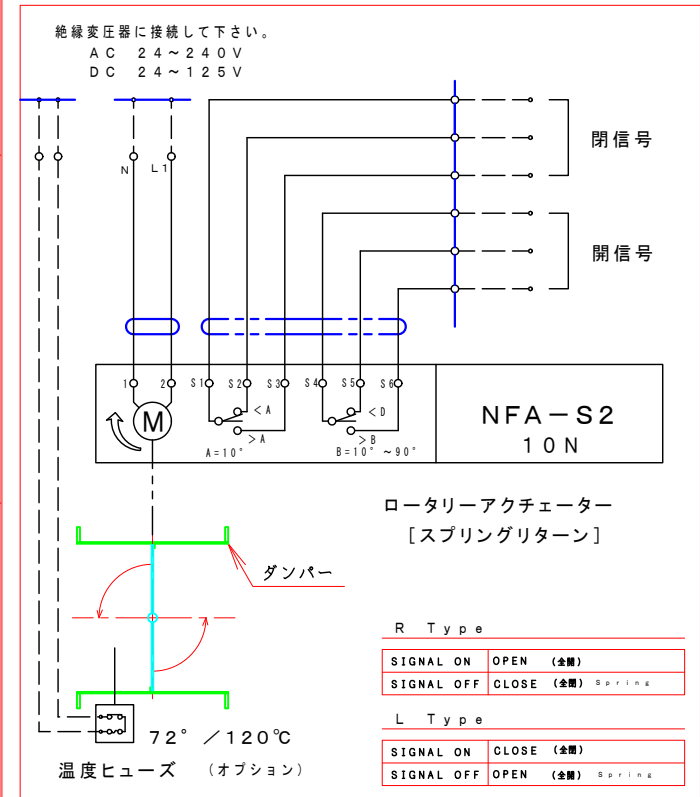 絶縁変圧器に接続して下さい。
AC 24~240V
DC 24~125V
N L1
閉信号
開信号
1 2 S1 S2 S3 S4 S5 S6
M
<A
>A
A=10°
<D
>B
B=10° ~90°
NFA-S2
10N
ロータリーアクチェーター
[スプリングリターン]
ダンパー
72° /120℃
温度ヒューズ (オプション)
R Type
SIGNAL ON OPEN (全開)
SIGNAL OFF CLOSE (全閉) Spring
L Type
SIGNAL ON CLOSE (全閉)
SIGNAL OFF OPEN (全開) Spring